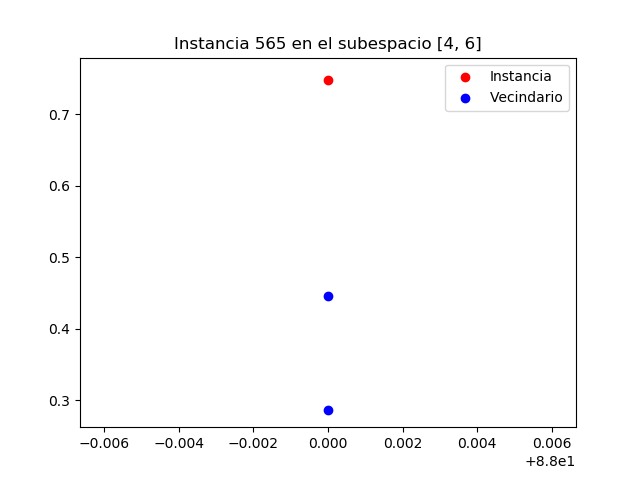 Instancia 565 en el subespacio [4, 6]
Instancia
Vecindario
0.7
0.6
0.5
0.4
0.3
−0.006 −0.004 −0.002 0.000 0.002 0.004 0.006
+8.8e1